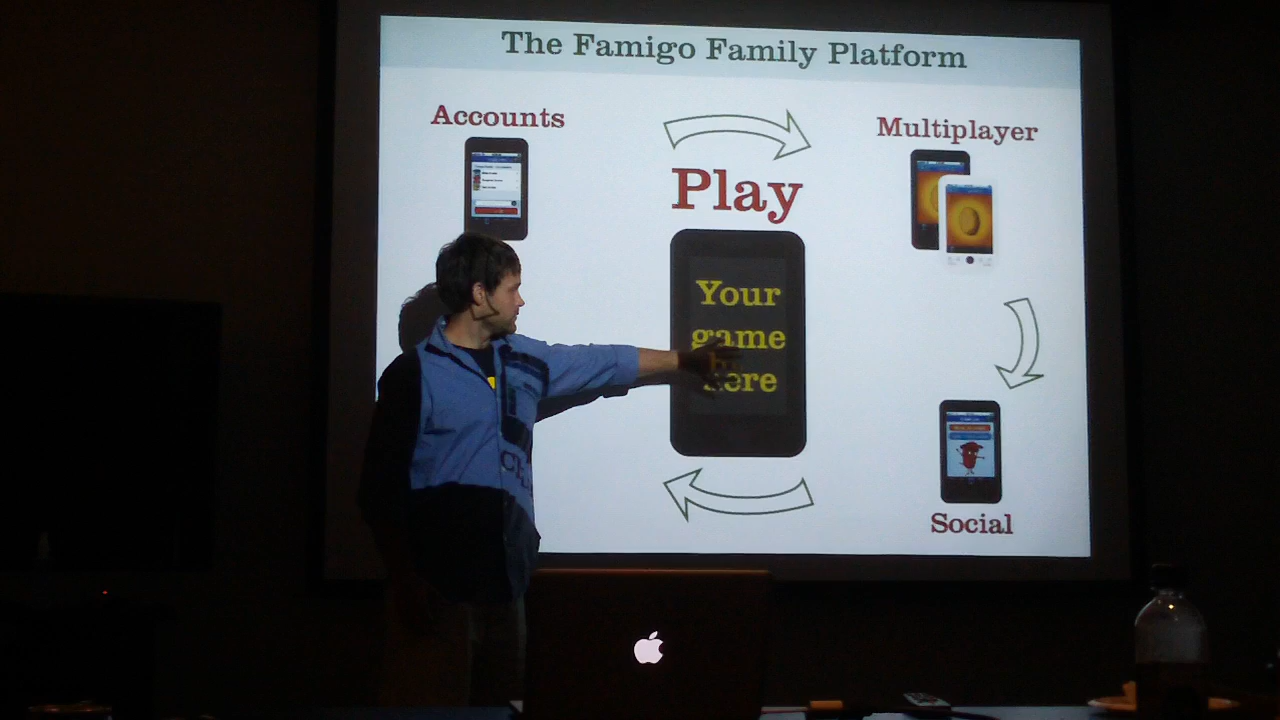 The Famigo Family Platform
Accounts
Multiplayer
Play
Your
game
here
Social